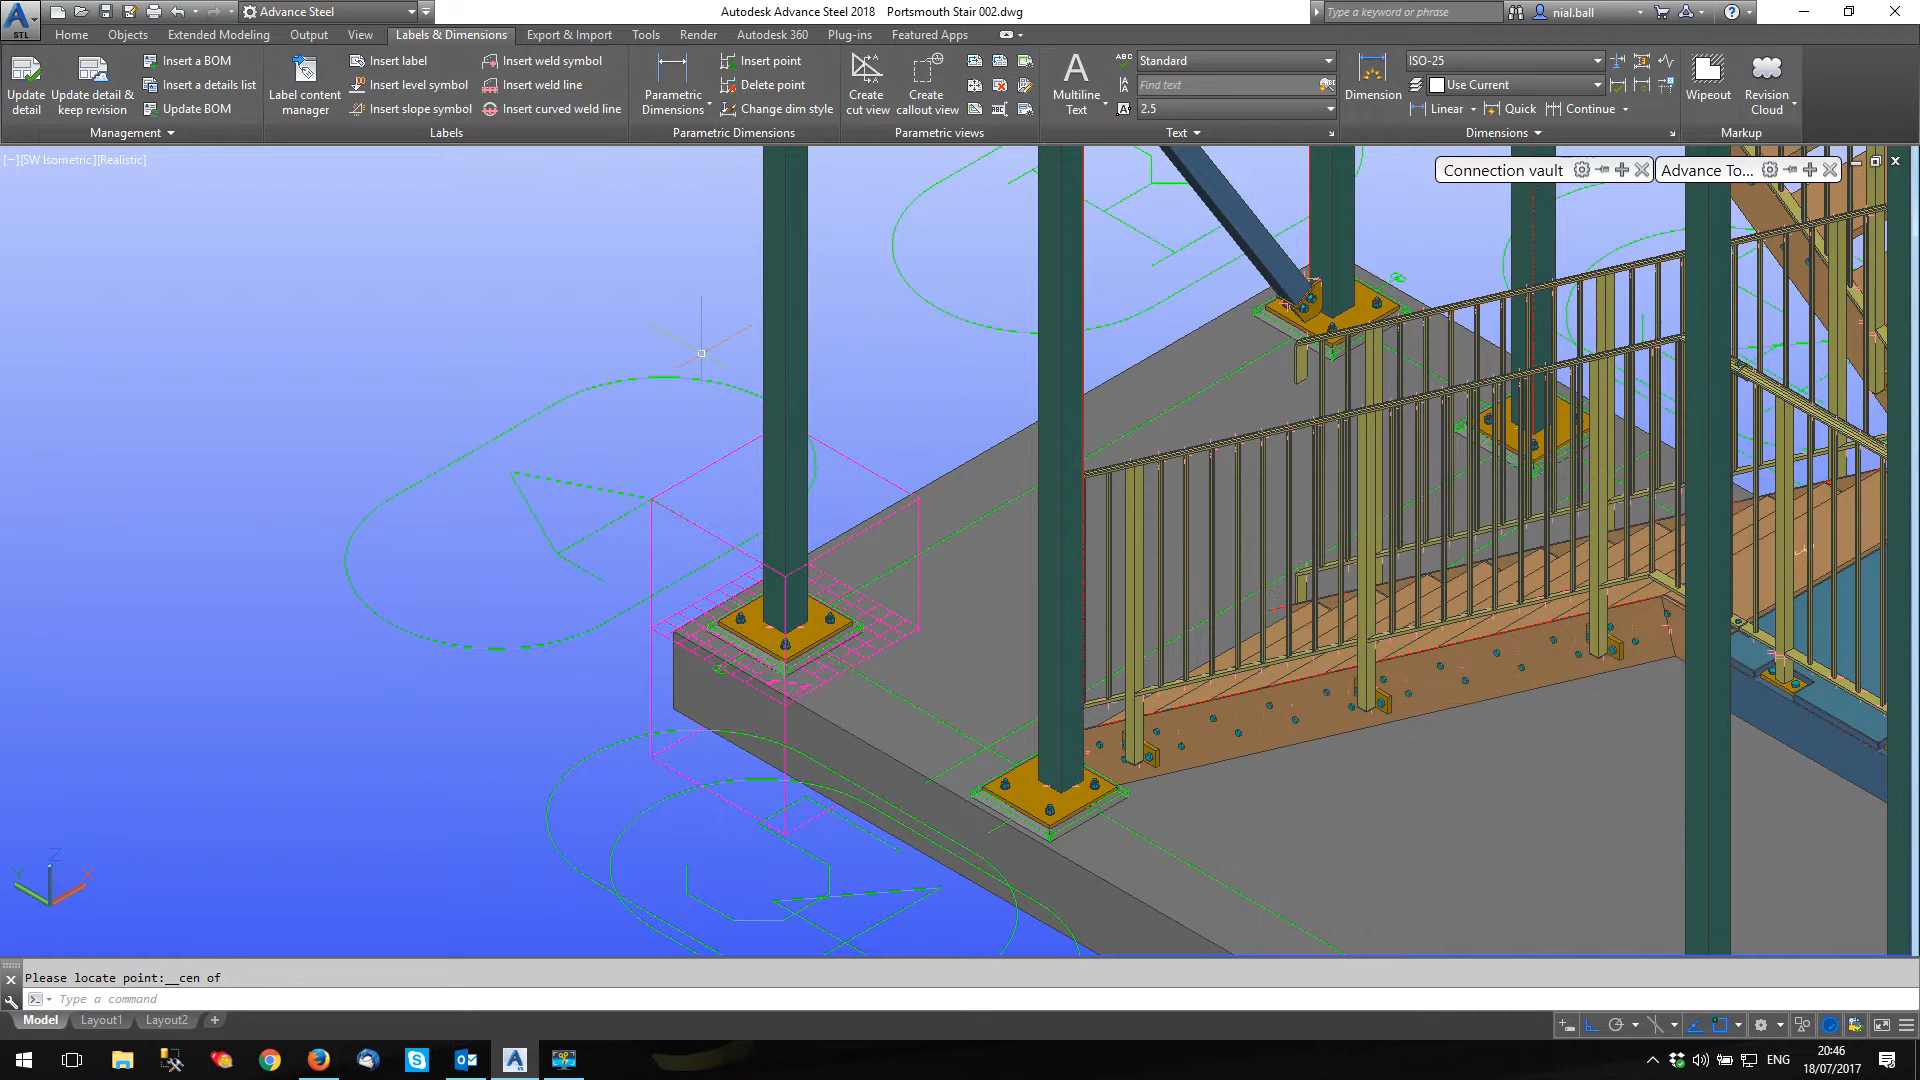 Advance Steel
Autodesk Advance Steel 2018 Portsmouth Stair 002.dwg
Type a keyword or phrase
nial.ball
STL
Home Objects Extended Modeling Output View Labels & Dimensions Export & Import Tools Render Autodesk 360 Plug-ins Featured Apps
Update detail
Update detail & keep revision
Insert a BOM
Insert a details list
Update BOM
Management
Label content manager
Insert label
Insert level symbol
Insert slope symbol
Insert weld symbol
Insert weld line
Insert curved weld line
Labels
Parametric Dimensions
Insert point
Delete point
Change dim style
Parametric Dimensions
Create cut view
Create callout view
Parametric views
Multiline Text
ABC
Standard
Find text
2.5
Text
Dimension
ISO-25
Use Current
Linear Quick Continue
Dimensions
Wipeout
Revision Cloud
Markup
[−][SW Isometric][Realistic]
Connection vault
Advance To...
Z
Y
X
Please locate point:__cen of
Type a command
Model Layout1 Layout2
ENG
20:46
18/07/2017